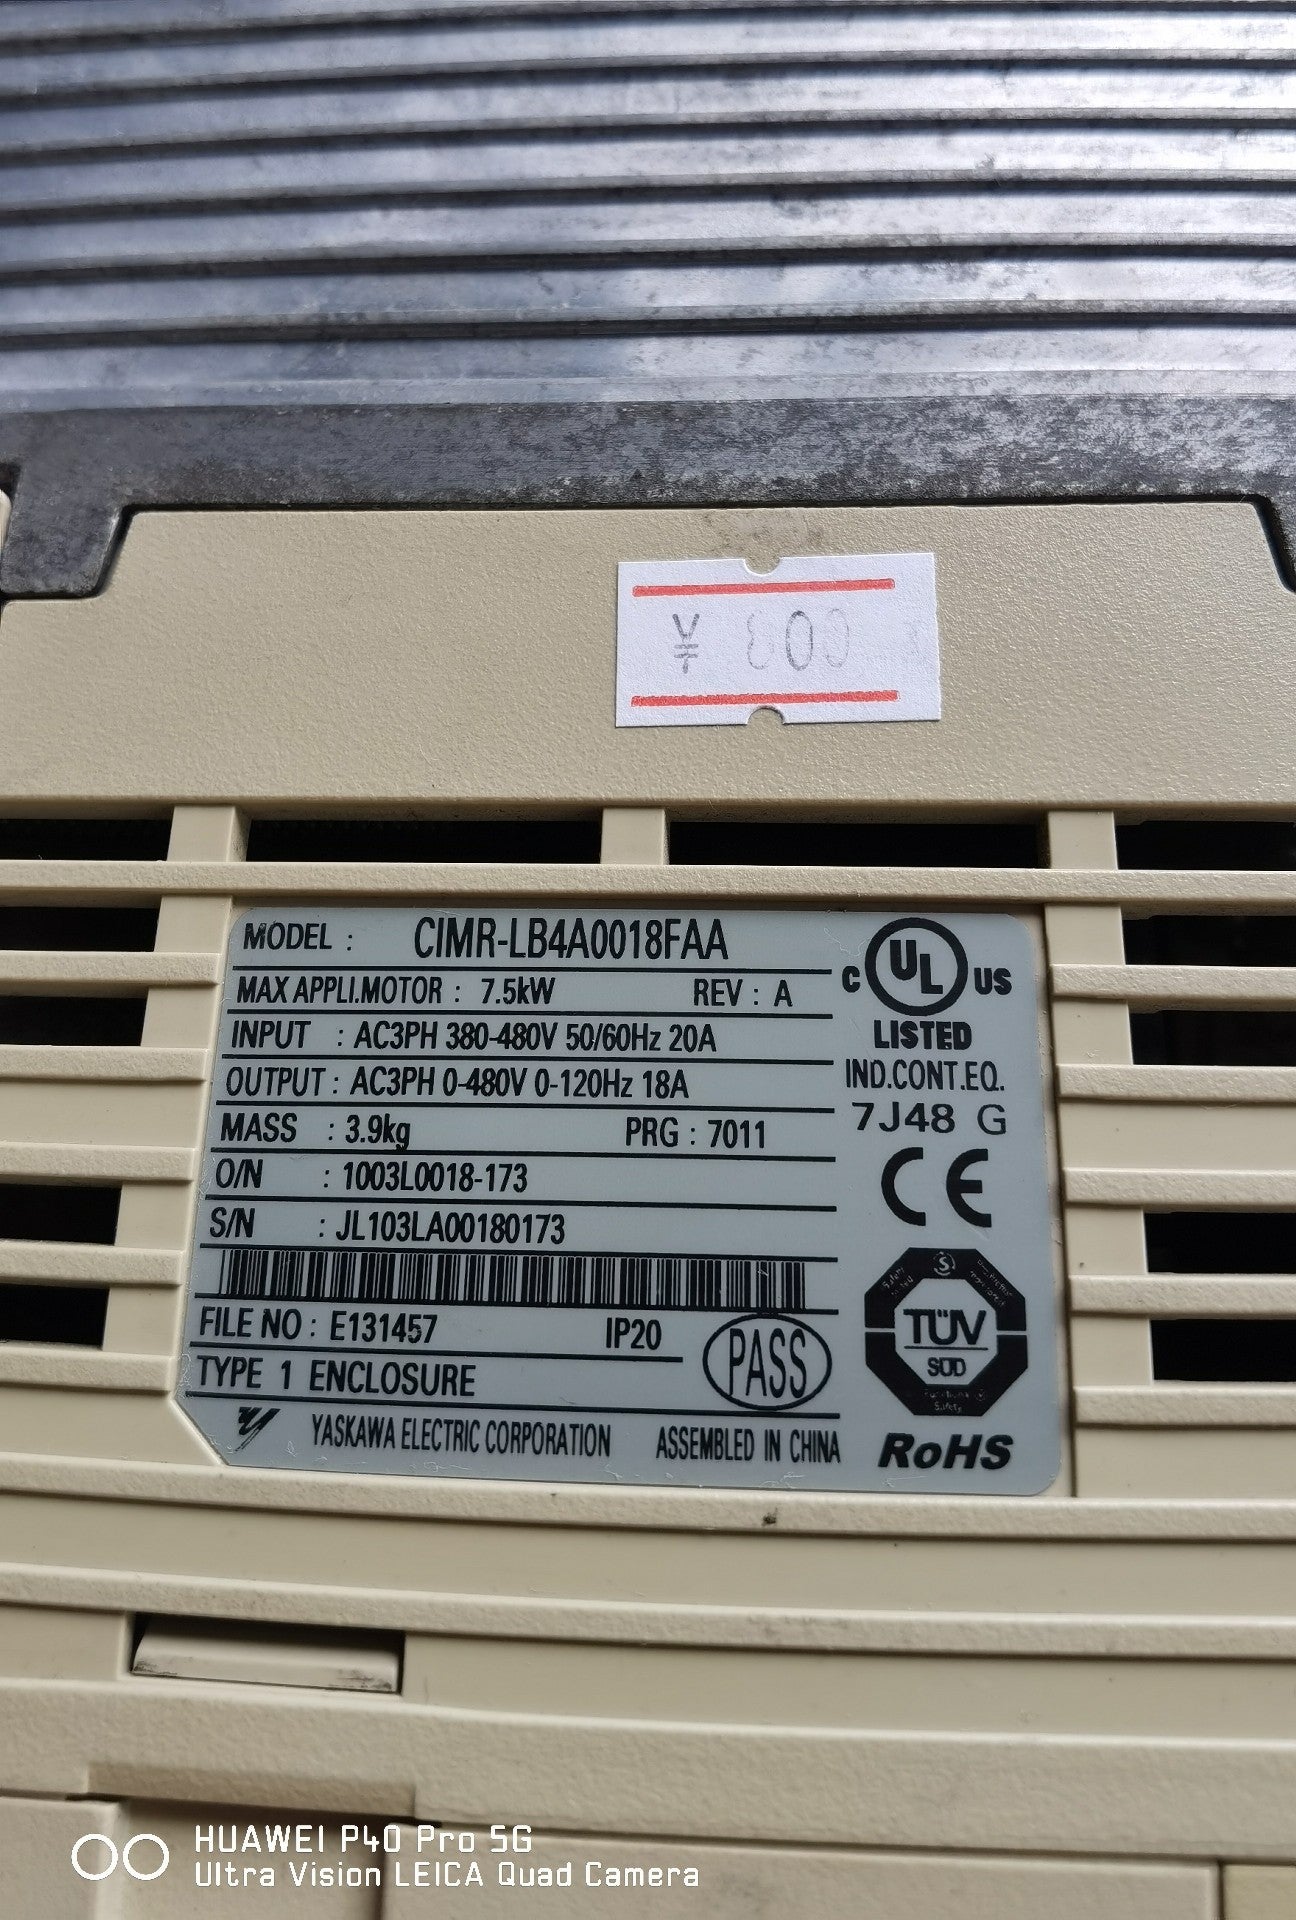 ¥ 800
MODEL : CIMR-LB4A0018FAA
MAX APPLI.MOTOR : 7.5kW REV : A
INPUT : AC3PH 380-480V 50/60Hz 20A
OUTPUT : AC3PH 0-480V 0-120Hz 18A
MASS : 3.9kg PRG : 7011
O/N : 1003L0018-173
S/N : JL103LA00180173
FILE NO : E131457 IP20
TYPE 1 ENCLOSURE
PASS
YASKAWA ELECTRIC CORPORATION ASSEMBLED IN CHINA
C UL US
LISTED
IND.CONT.EQ.
7J48 G
CE
TÜV
SÜD
Functional
Safety
RoHS
HUAWEI P40 Pro 5G
Ultra Vision LEICA Quad Camera